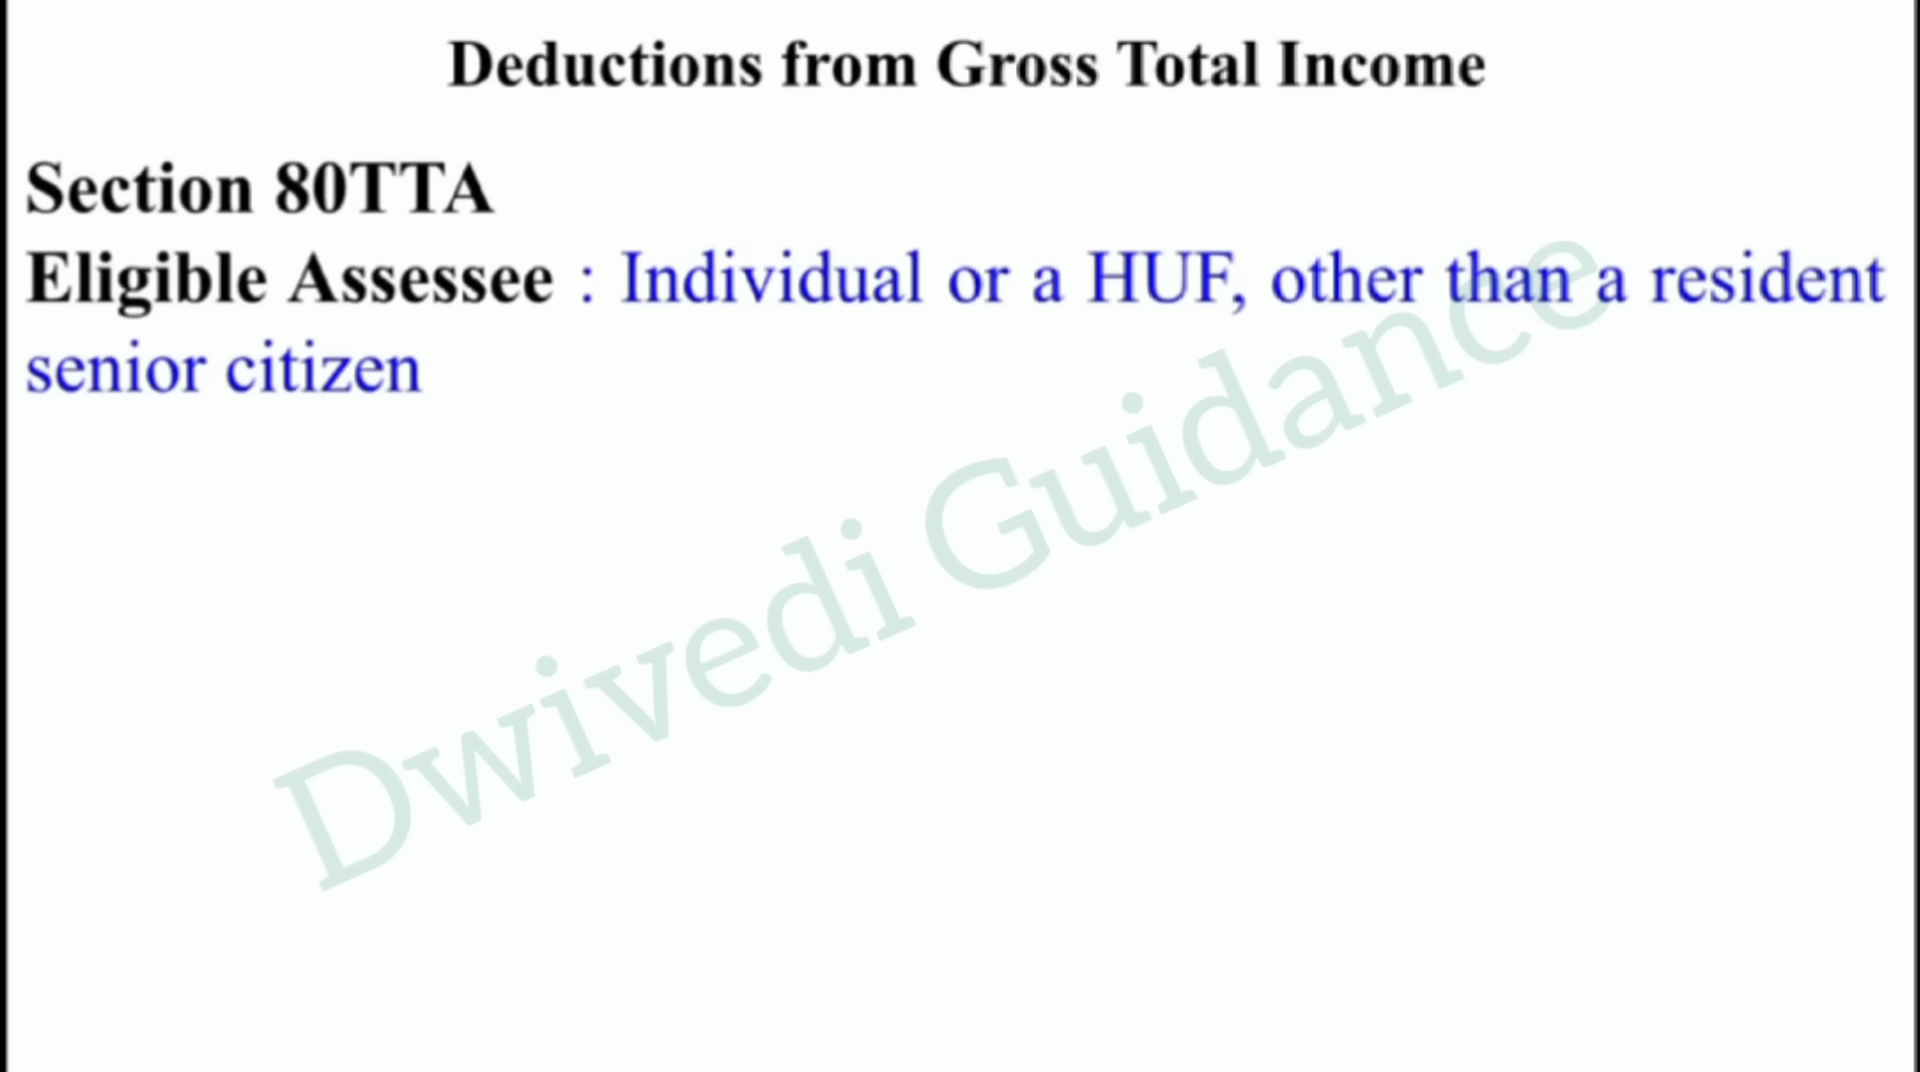 Deductions from Gross Total Income
Section 80TTA
Eligible Assessee : Individual or a HUF, other than a resident
senior citizen
Dwivedi Guidance